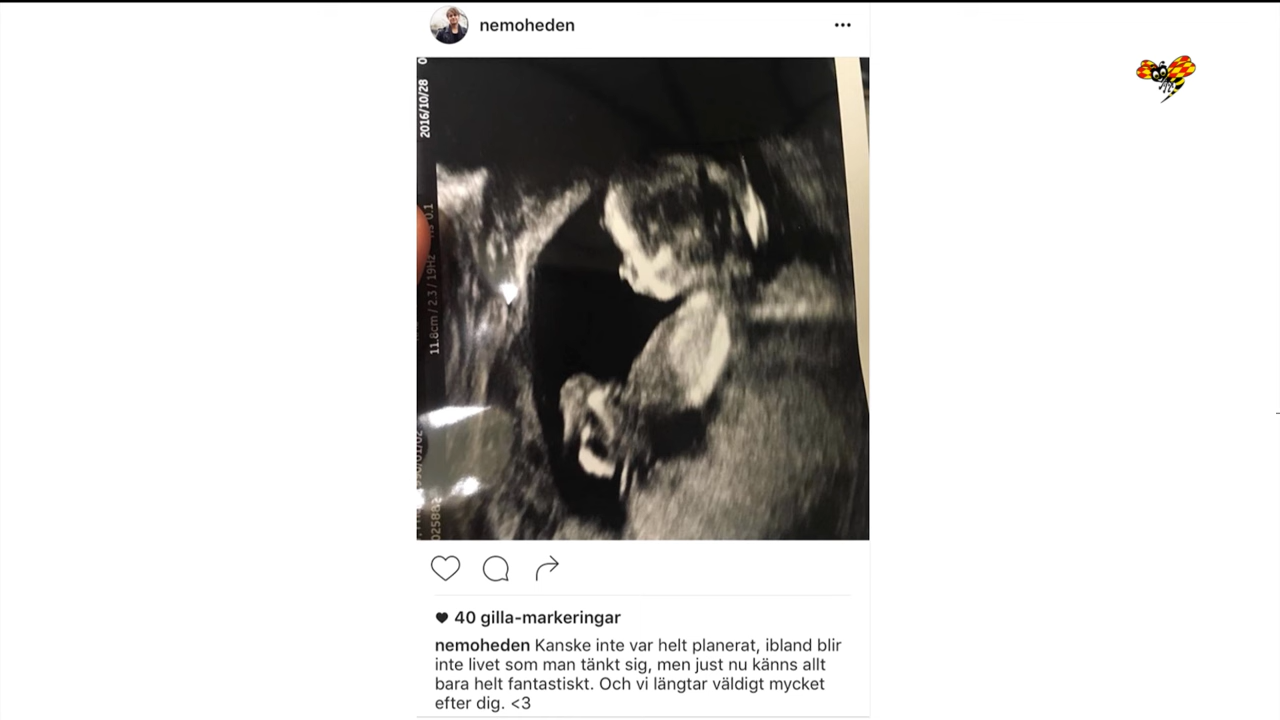 nemoheden
2016/10/28 0
11.8cm / 2.3 / 19Hz
40 gilla-markeringar
nemoheden Kanske inte var helt planerat, ibland blir
inte livet som man tänkt sig, men just nu känns allt
bara helt fantastiskt. Och vi längtar väldigt mycket
efter dig. <3